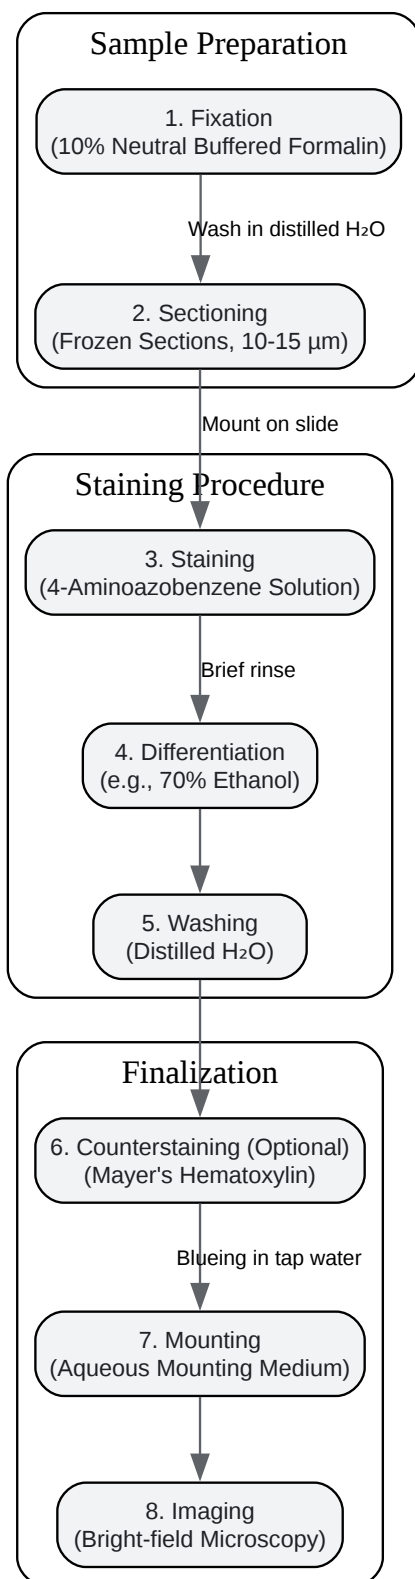 Sample Preparation
1. Fixation
(10% Neutral Buffered Formalin)
Wash in distilled H₂O
2. Sectioning
(Frozen Sections, 10-15 µm)
Mount on slide
Staining Procedure
3. Staining
(4-Aminoazobenzene Solution)
Brief rinse
4. Differentiation
(e.g., 70% Ethanol)
5. Washing
(Distilled H₂O)
Finalization
6. Counterstaining (Optional)
(Mayer's Hematoxylin)
Blueing in tap water
7. Mounting
(Aqueous Mounting Medium)
8. Imaging
(Bright-field Microscopy)